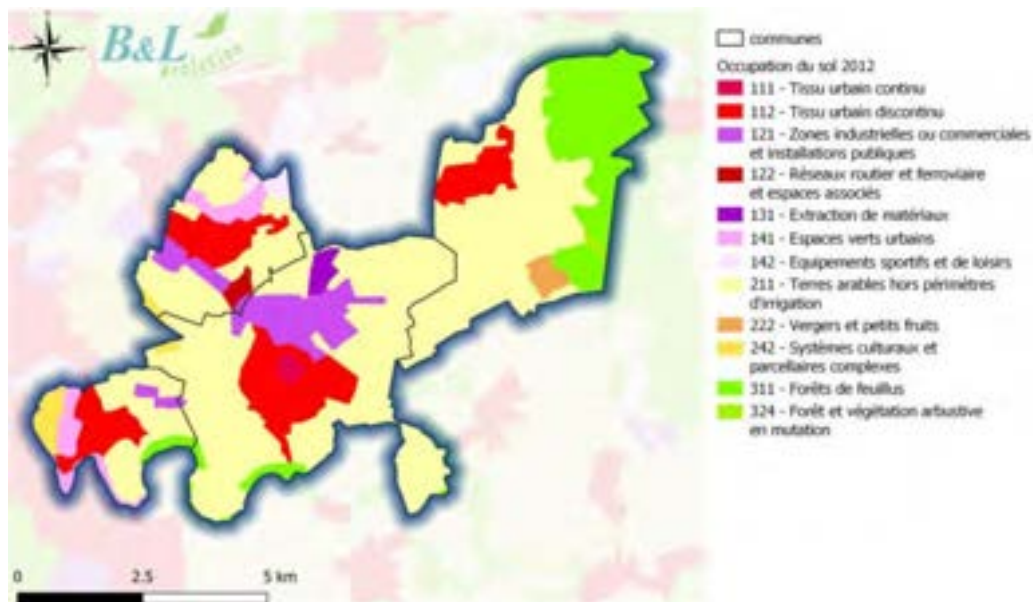 B&L
évolution
communes
Occupation du sol 2012
111 - Tissu urbain continu
112 - Tissu urbain discontinu
121 - Zones industrielles ou commerciales
et installations publiques
122 - Réseaux routier et ferroviaire
et espaces associés
131 - Extraction de matériaux
141 - Espaces verts urbains
142 - Equipements sportifs et de loisirs
211 - Terres arables hors périmètres
d'irrigation
222 - Vergers et petits fruits
242 - Systèmes culturaux et
parcellaires complexes
311 - Forêts de feuillus
324 - Forêt et végétation arbustive
en mutation
0 2.5 5 km